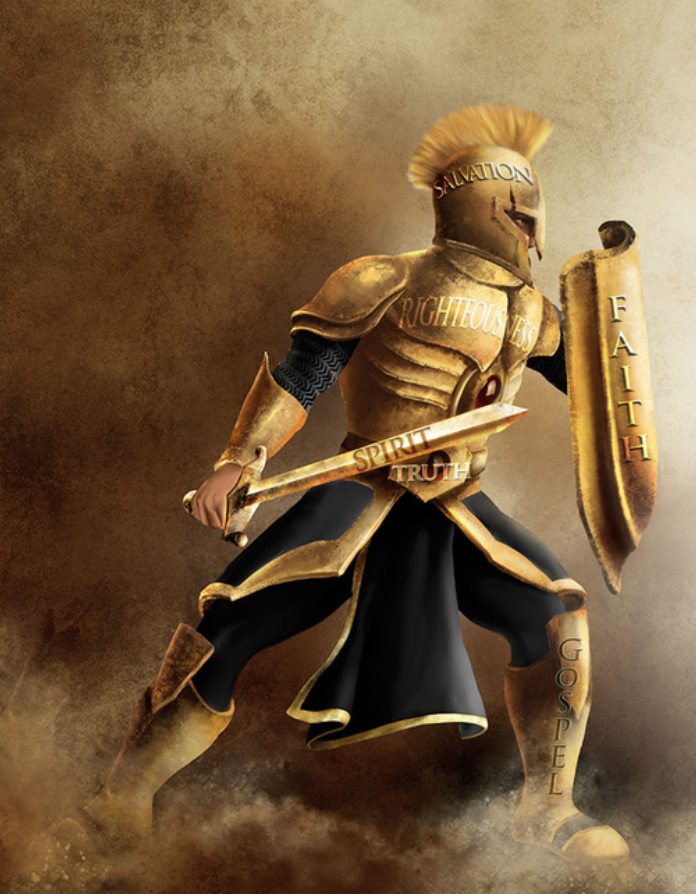 SALVATION
RIGHTEOUSNESS
FAITH
SPIRIT
TRUTH
GOSPEL